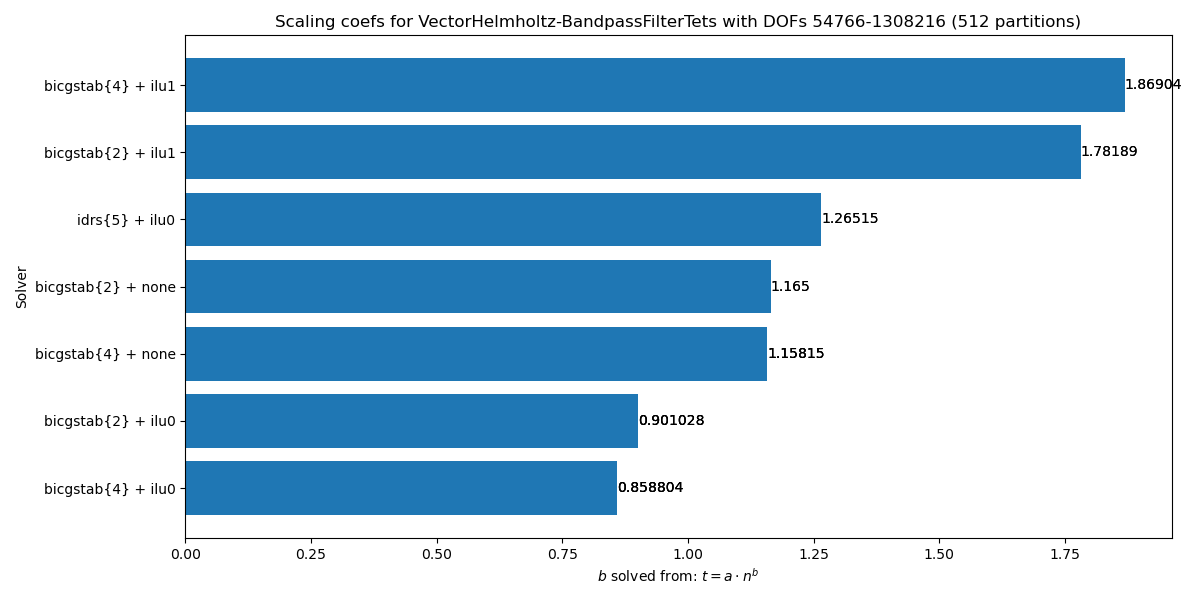 Scaling coefs for VectorHelmholtz-BandpassFilterTets with DOFs 54766-1308216 (512 partitions)
Solver
bicgstab{4} + ilu1
1.86904
bicgstab{2} + ilu1
1.78189
idrs{5} + ilu0
1.26515
bicgstab{2} + none
1.165
bicgstab{4} + none
1.15815
bicgstab{2} + ilu0
0.901028
bicgstab{4} + ilu0
0.858804
0.00 0.25 0.50 0.75 1.00 1.25 1.50 1.75
b solved from: t = a · n^b